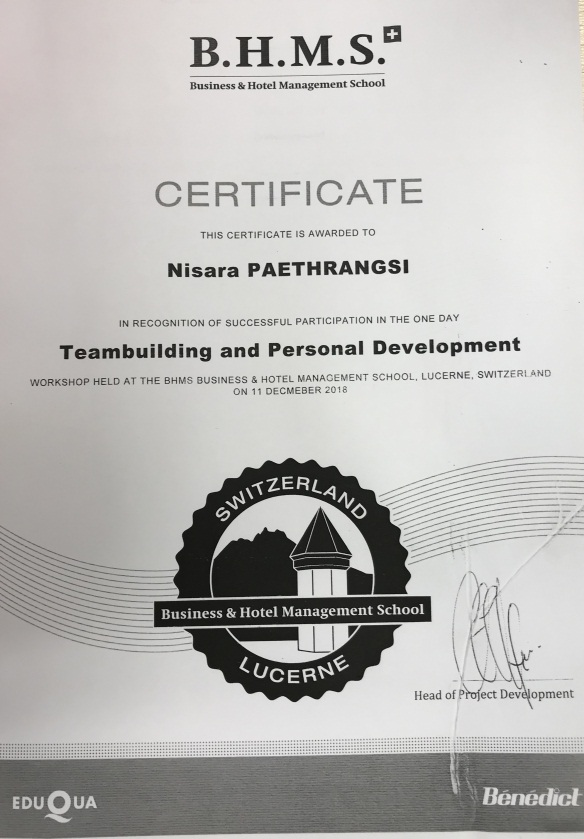 B.H.M.S.
Business & Hotel Management School
CERTIFICATE
THIS CERTIFICATE IS AWARDED TO
Nisara PAETHRANGSI
IN RECOGNITION OF SUCCESSFUL PARTICIPATION IN THE ONE DAY
Teambuilding and Personal Development
WORKSHOP HELD AT THE BHMS BUSINESS & HOTEL MANAGEMENT SCHOOL, LUCERNE, SWITZERLAND
ON 11 DECMEBER 2018
SWITZERLAND
Business & Hotel Management School
LUCERNE
Head of Project Development
EDUQUA
Bénédict